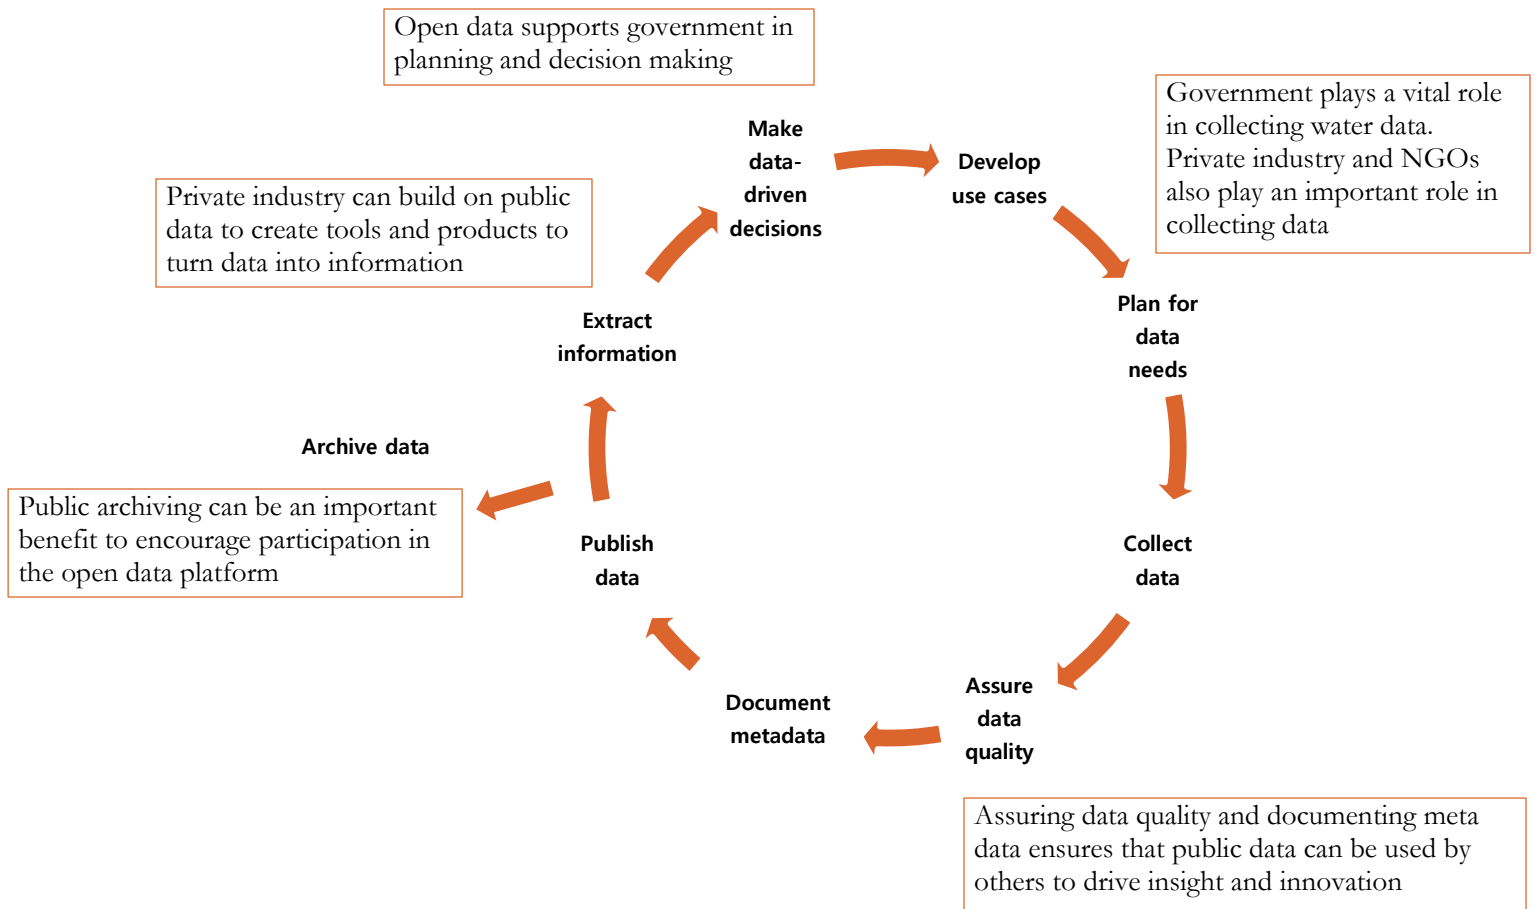 Open data supports government in
planning and decision making
Government plays a vital role
in collecting water data.
Private industry and NGOs
also play an important role in
collecting data
Make
data-
driven
decisions
Develop
use cases
Private industry can build on public
data to create tools and products to
turn data into information
Plan for
data
needs
Extract
information
Archive data
Public archiving can be an important
benefit to encourage participation in
the open data platform
Publish
data
Collect
data
Document
metadata
Assure
data
quality
Assuring data quality and documenting meta
data ensures that public data can be used by
others to drive insight and innovation